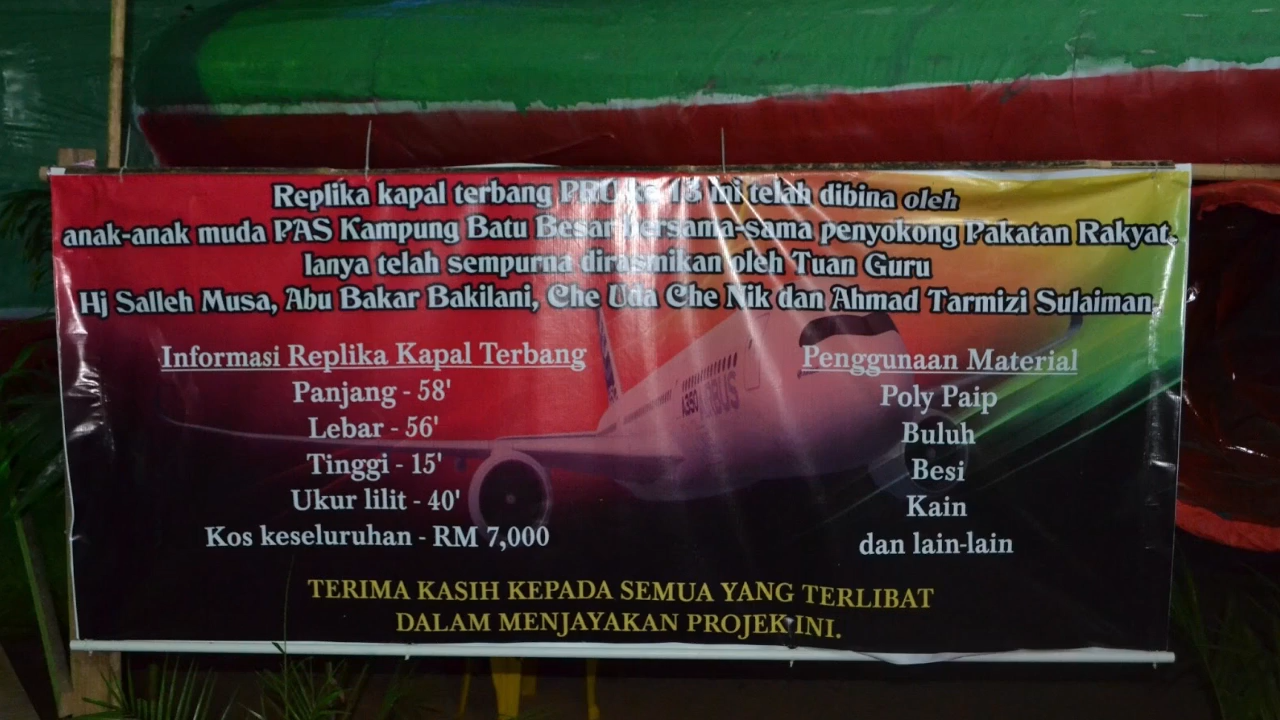 Replika kapal terbang PRU ke 13 ini telah dibina oleh
anak-anak muda PAS Kampung Batu Besar bersama-sama penyokong Pakatan Rakyat.
Ianya telah sempurna dirasmikan oleh Tuan Guru
Hj Salleh Musa, Abu Bakar Bakilani, Che Uda Che Nik dan Ahmad Tarmizi Sulaiman.
Informasi Replika Kapal Terbang
Panjang - 58'
Lebar - 56'
Tinggi - 15'
Ukur lilit - 40'
Kos keseluruhan - RM 7,000
Penggunaan Material
Poly Paip
Buluh
Besi
Kain
dan lain-lain
A350 AIRBUS
TERIMA KASIH KEPADA SEMUA YANG TERLIBAT
DALAM MENJAYAKAN PROJEK INI.